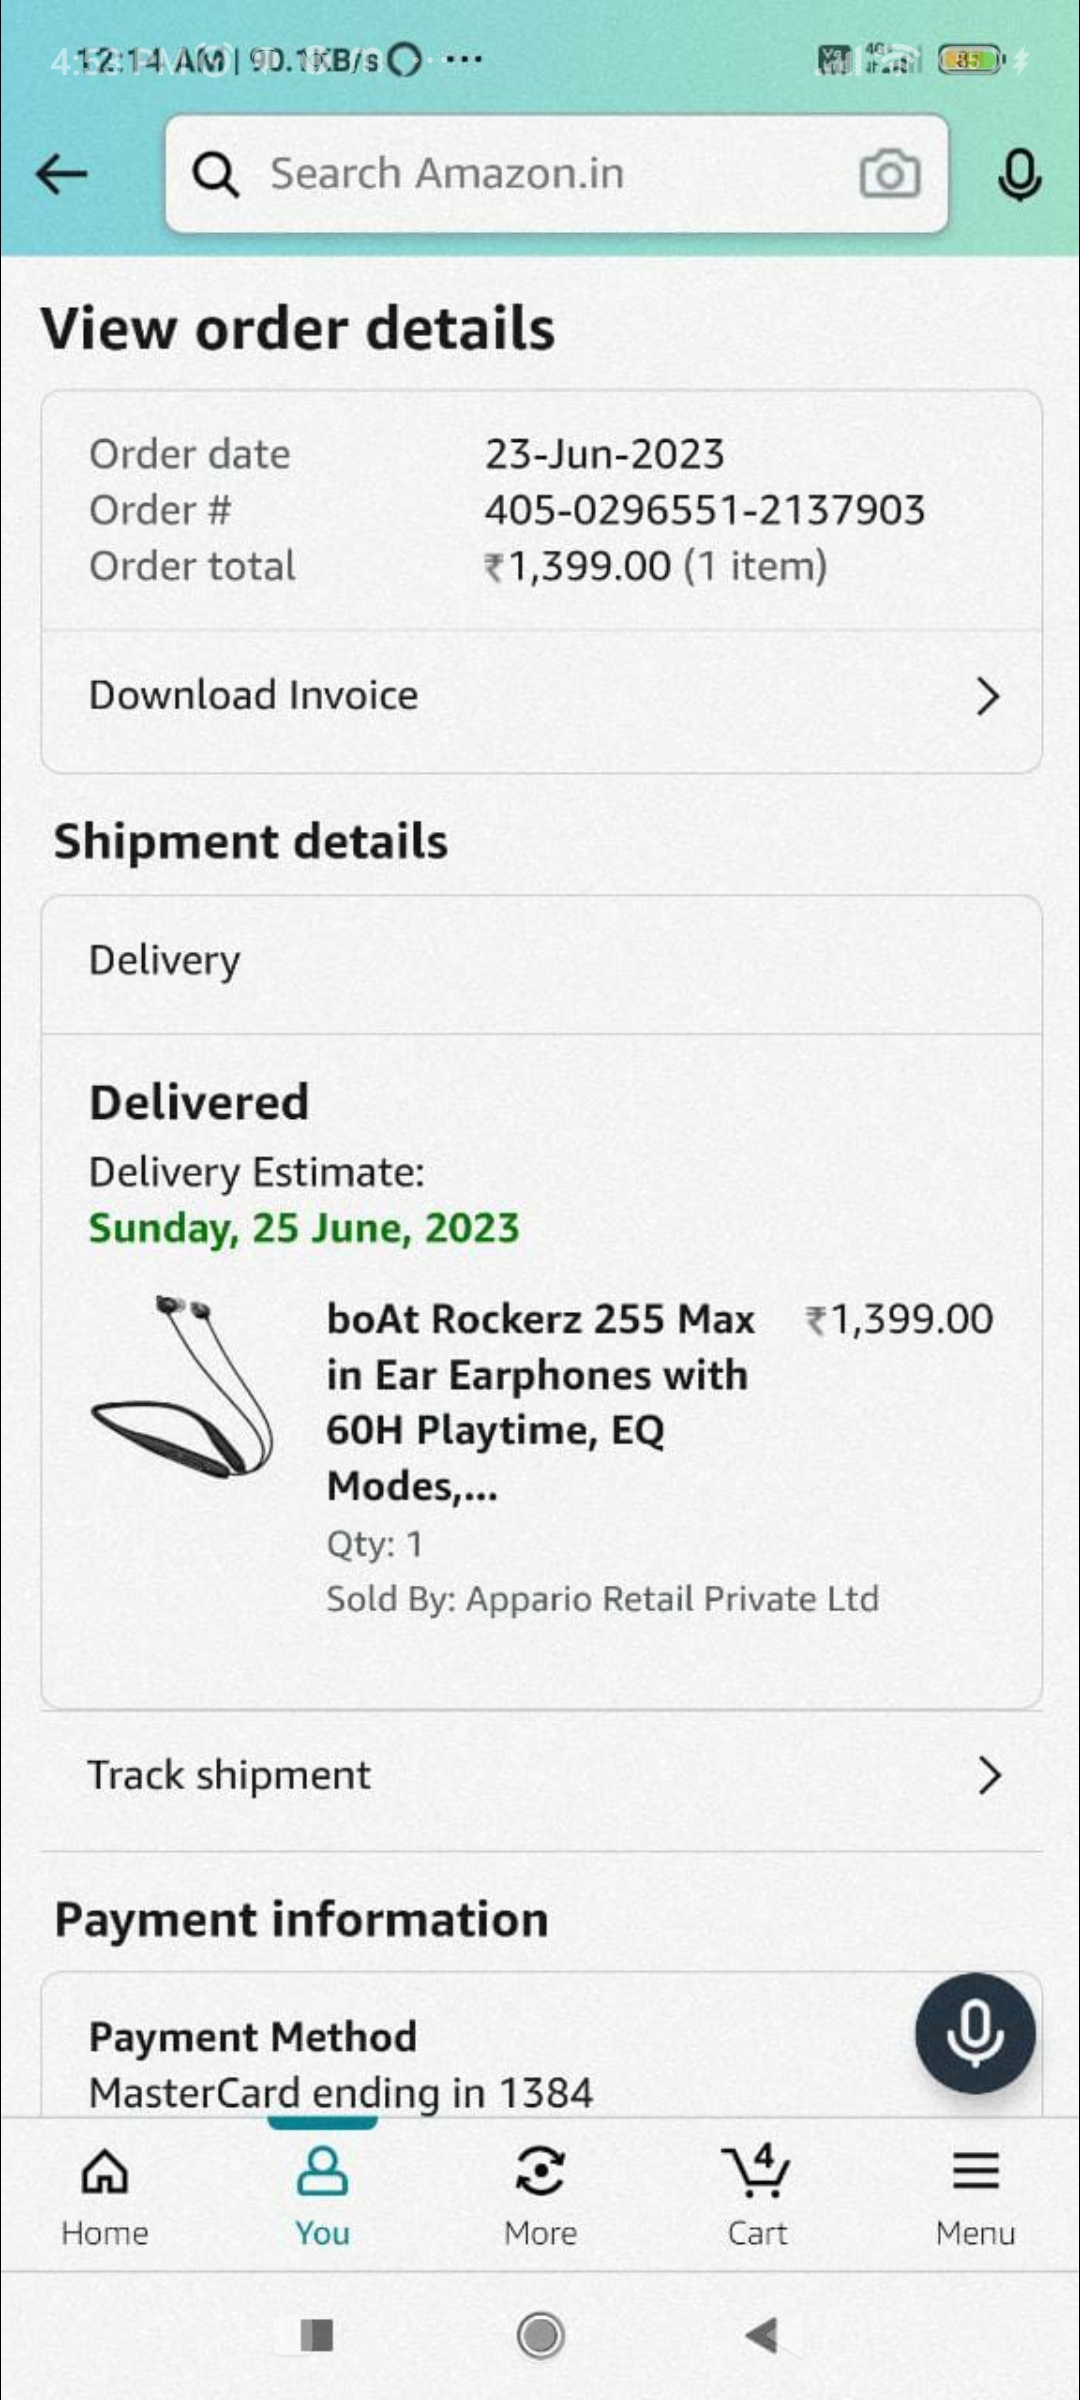 12:14 AM | 90.1KB/s
4:53 PM
85
Search Amazon.in
View order details
Order date 23-Jun-2023
Order # 405-0296551-2137903
Order total ₹1,399.00 (1 item)
Download Invoice
Shipment details
Delivery
Delivered
Delivery Estimate:
Sunday, 25 June, 2023
boAt Rockerz 255 Max ₹1,399.00
in Ear Earphones with
60H Playtime, EQ
Modes,...
Qty: 1
Sold By: Appario Retail Private Ltd
Track shipment
Payment information
Payment Method
MasterCard ending in 1384
4
Home You More Cart Menu